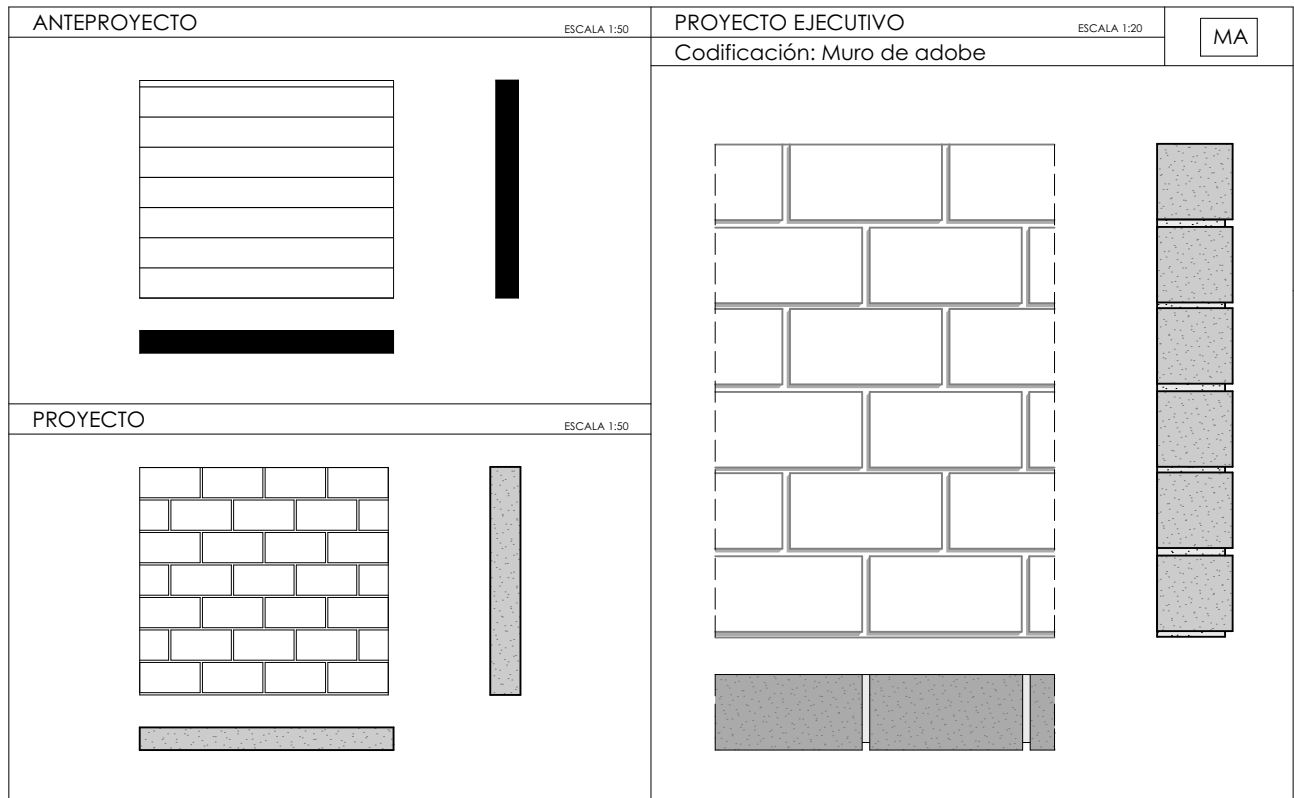 ANTEPROYECTO
ESCALA 1:50
PROYECTO
ESCALA 1:50
PROYECTO EJECUTIVO
ESCALA 1:20
Codificación: Muro de adobe
MA